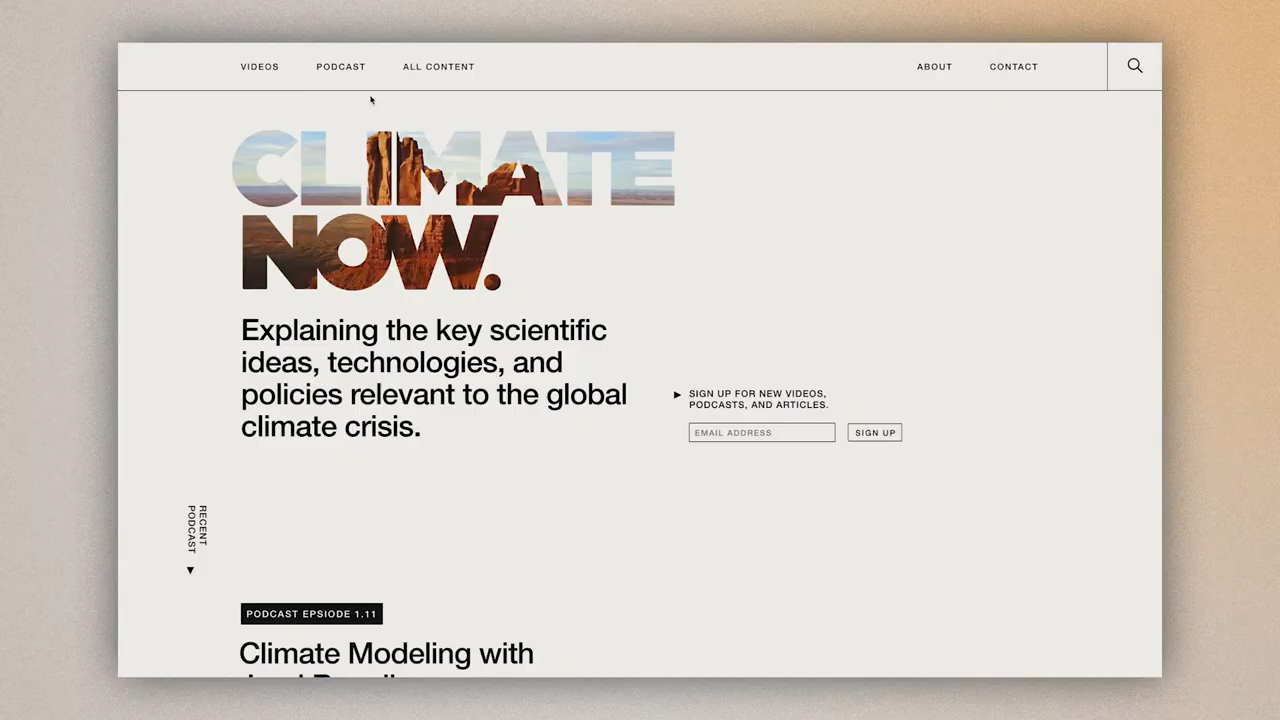 VIDEOS PODCAST ALL CONTENT ABOUT CONTACT
CLIMATE
NOW.
Explaining the key scientific
ideas, technologies, and
policies relevant to the global
climate crisis.
SIGN UP FOR NEW VIDEOS,
PODCASTS, AND ARTICLES.
EMAIL ADDRESS SIGN UP
RECENT
PODCAST
PODCAST EPSIODE 1.11
Climate Modeling with